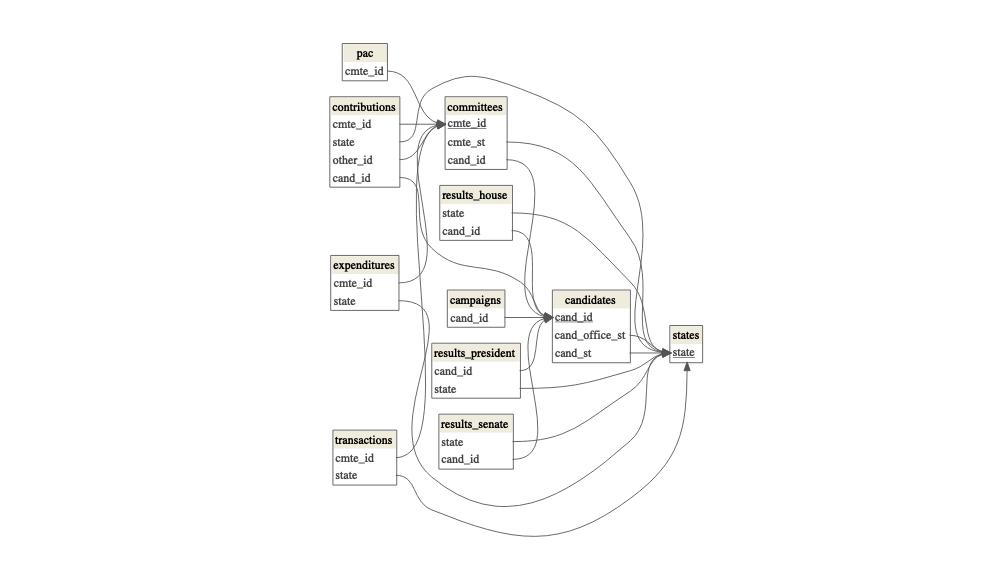 pac
cmte_id
contributions
cmte_id
state
other_id
cand_id
committees
cmte_id
cmte_st
cand_id
results_house
state
cand_id
expenditures
cmte_id
state
campaigns
cand_id
candidates
cand_id
cand_office_st
cand_st
states
state
results_president
cand_id
state
results_senate
state
cand_id
transactions
cmte_id
state